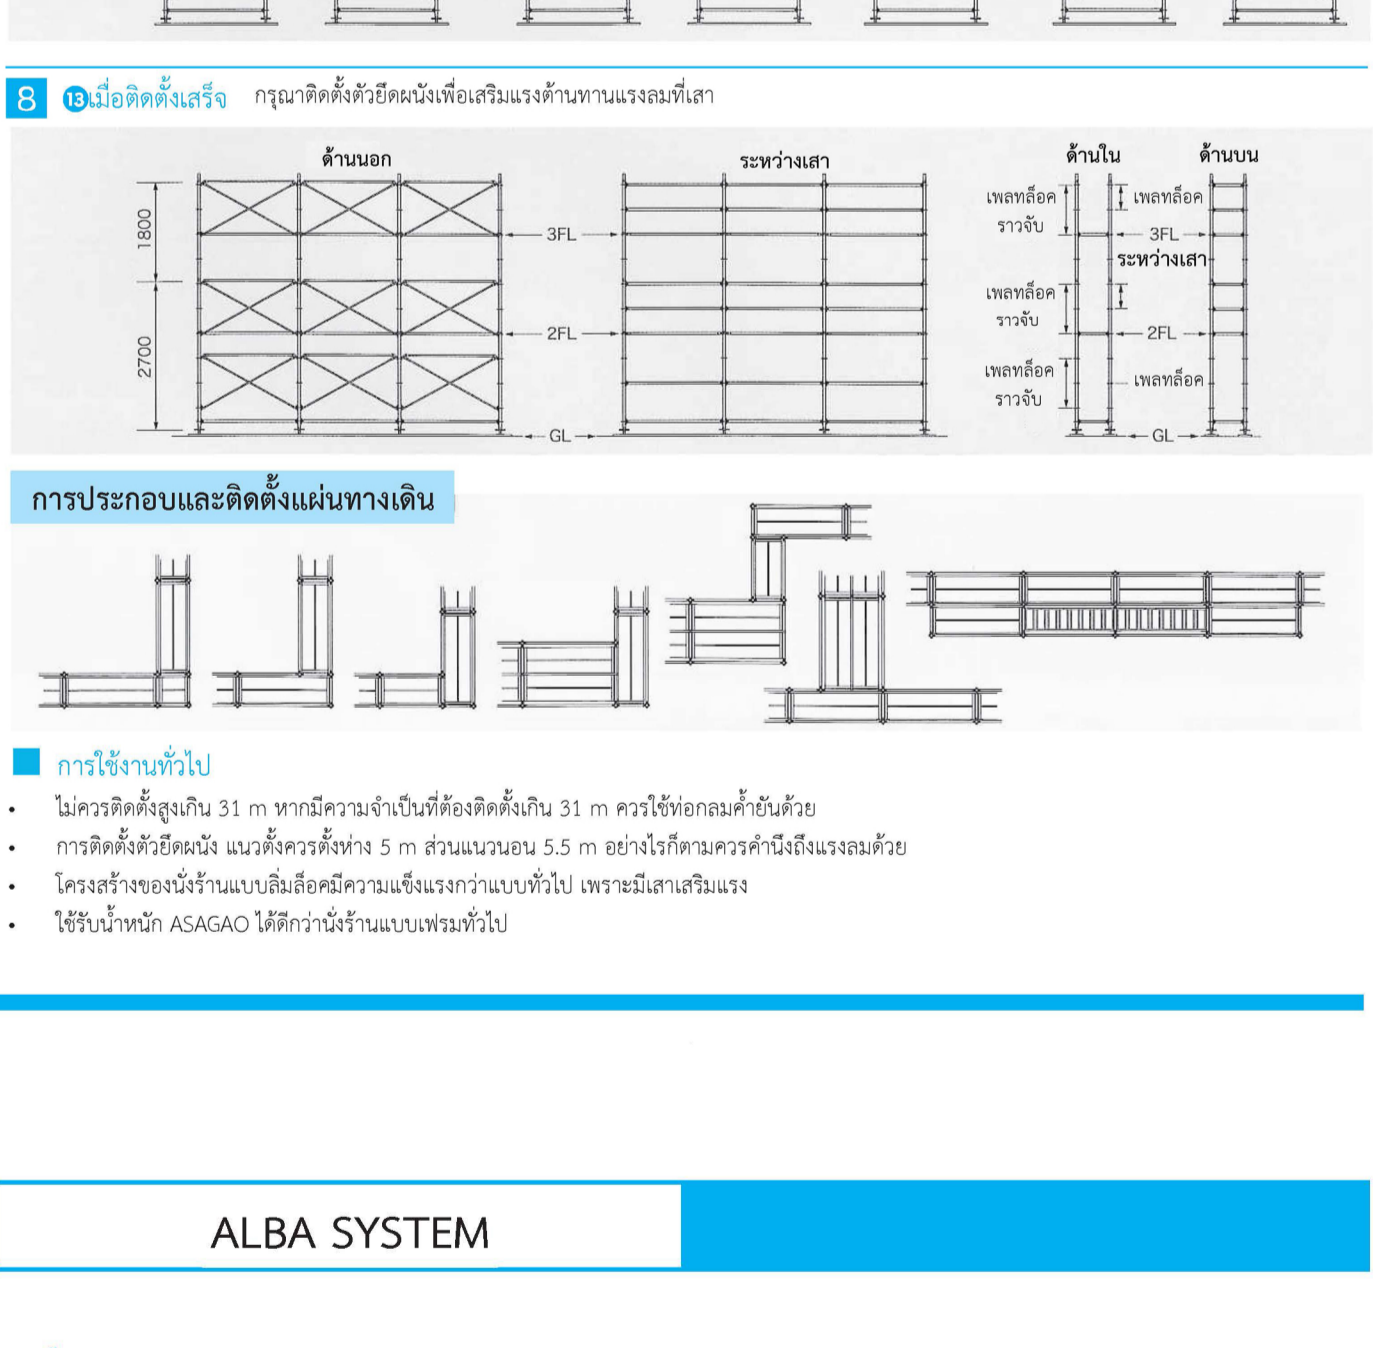 8 13 เมื่อติดตั้งเสร็จ กรุณาติดตั้งตัวยึดผนังเพื่อเสริมแรงต้านทานแรงลมที่เสา
ด้านนอก ระหว่างเสา ด้านใน ด้านบน
1800
2700
3FL
2FL
GL
เพลทล็อค
ราวจับ
เพลทล็อค
3FL
ระหว่างเสา
เพลทล็อค
ราวจับ
2FL
เพลทล็อค
ราวจับ
เพลทล็อค
GL
การประกอบและติดตั้งแผ่นทางเดิน
การใช้งานทั่วไป
• ไม่ควรติดตั้งสูงเกิน 31 m หากมีความจำเป็นที่ต้องติดตั้งเกิน 31 m ควรใช้ท่อกลมค้ำยันด้วย
• การติดตั้งตัวยึดผนัง แนวตั้งควรตั้งห่าง 5 m ส่วนแนวนอน 5.5 m อย่างไรก็ตามควรคำนึงถึงแรงลมด้วย
• โครงสร้างของนั่งร้านแบบลิ่มล็อคมีความแข็งแรงกว่าแบบทั่วไป เพราะมีเสาเสริมแรง
• ใช้รับน้ำหนัก ASAGAO ได้ดีกว่านั่งร้านแบบเฟรมทั่วไป
ALBA SYSTEM